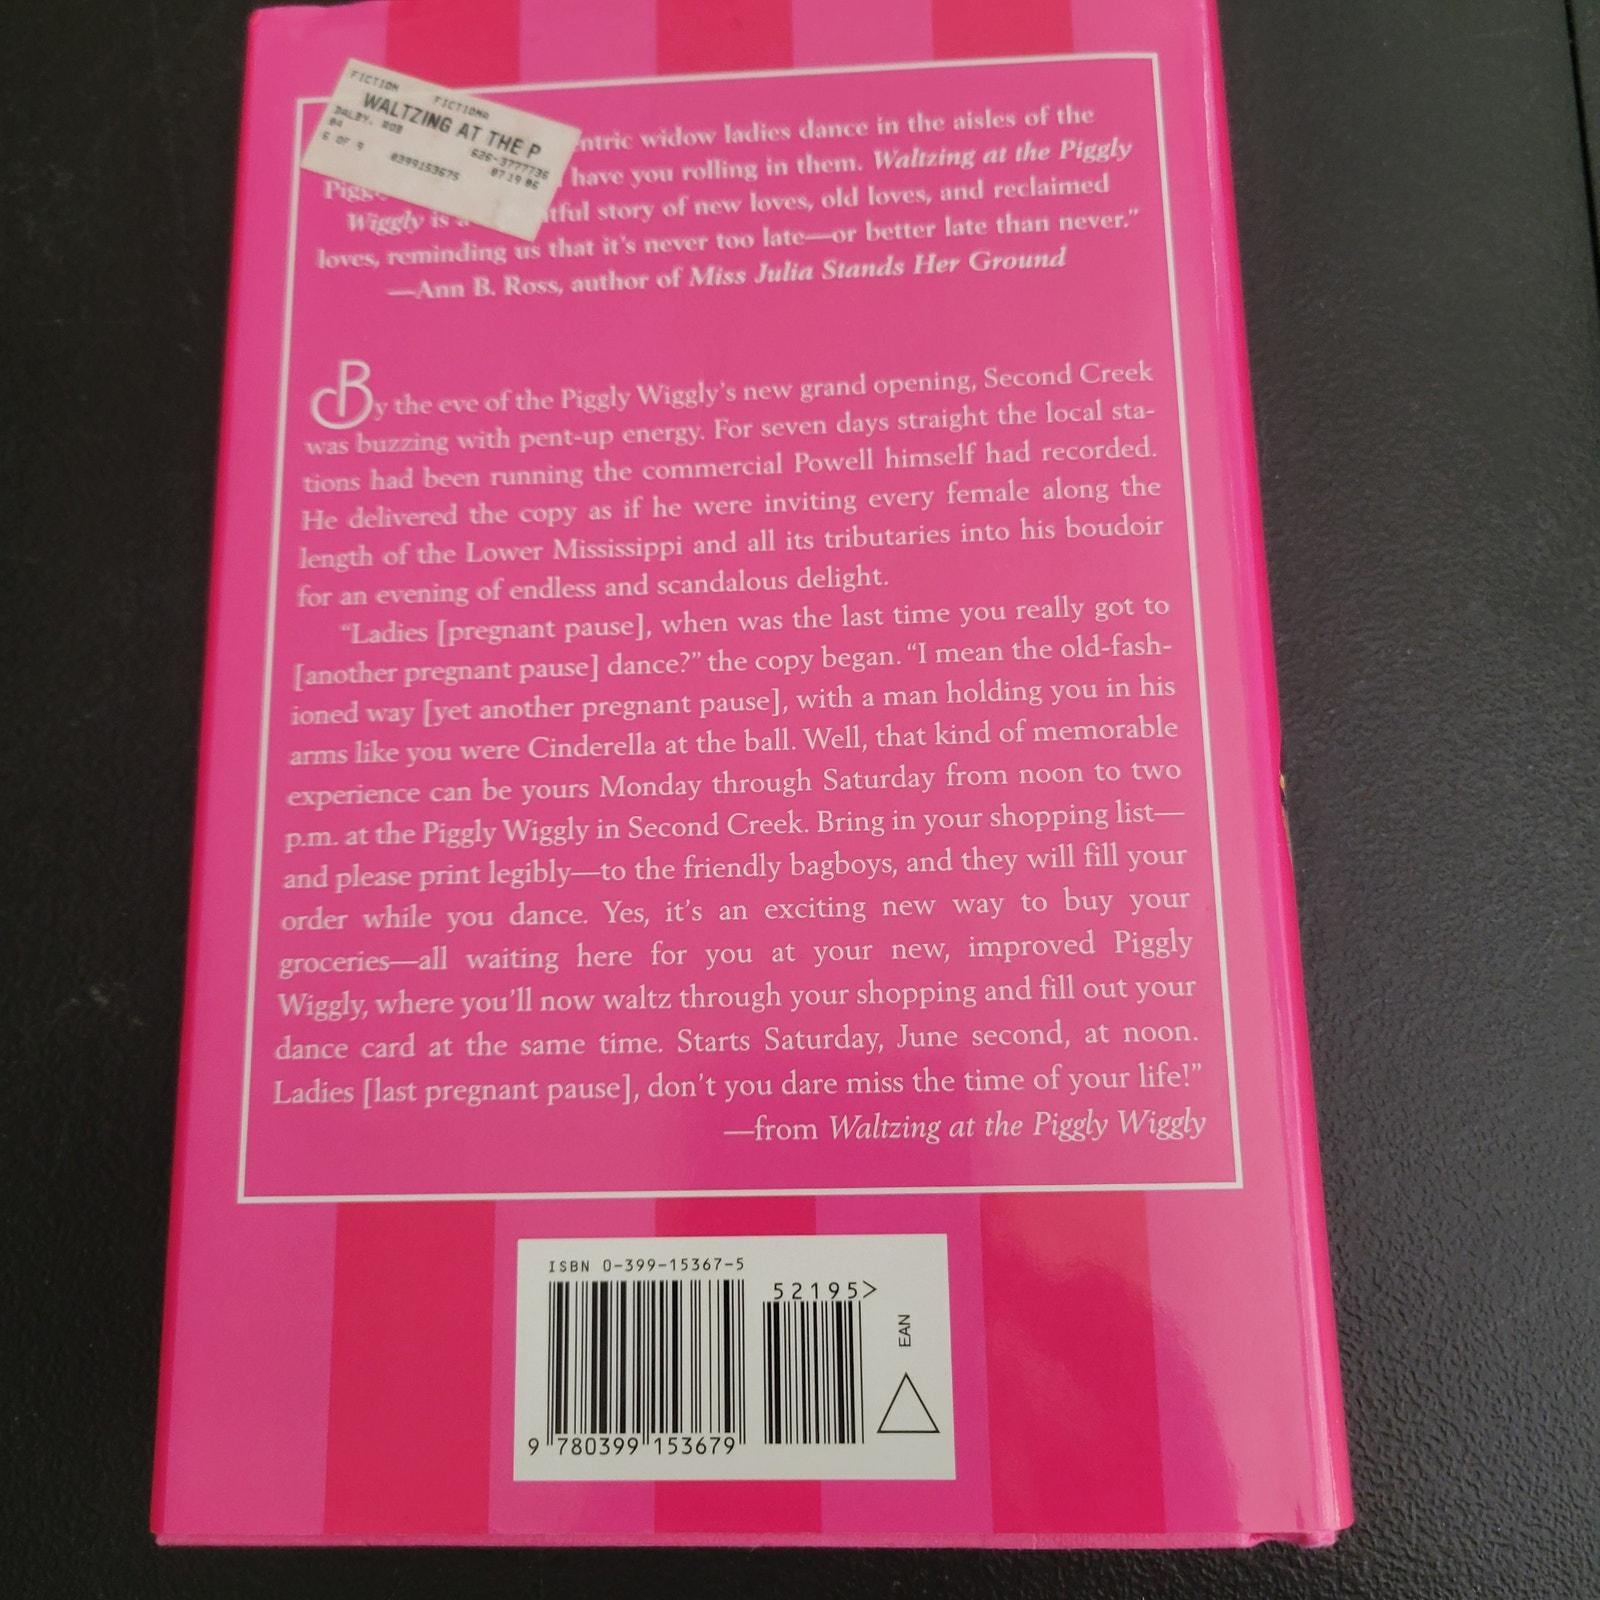 FICTION FICTIONA
WALTZING AT THE P
DALBY, ROB
04 626-3777736
6 OF 9 0399153675 07 19 06
entric widow ladies dance in the aisles of the
have you rolling in them. Waltzing at the Piggly
Wiggly is a tful story of new loves, old loves, and reclaimed
loves, reminding us that it's never too late—or better late than never.”
—Ann B. Ross, author of Miss Julia Stands Her Ground
By the eve of the Piggly Wiggly's new grand opening, Second Creek
was buzzing with pent-up energy. For seven days straight the local sta-
tions had been running the commercial Powell himself had recorded.
He delivered the copy as if he were inviting every female along the
length of the Lower Mississippi and all its tributaries into his boudoir
for an evening of endless and scandalous delight.
“Ladies [pregnant pause], when was the last time you really got to
[another pregnant pause] dance?” the copy began. “I mean the old-fash-
ioned way [yet another pregnant pause], with a man holding you in his
arms like you were Cinderella at the ball. Well, that kind of memorable
experience can be yours Monday through Saturday from noon to two
p.m. at the Piggly Wiggly in Second Creek. Bring in your shopping list—
and please print legibly—to the friendly bagboys, and they will fill your
order while you dance. Yes, it's an exciting new way to buy your
groceries—all waiting here for you at your new, improved Piggly
Wiggly, where you'll now waltz through your shopping and fill out your
dance card at the same time. Starts Saturday, June second, at noon.
Ladies [last pregnant pause], don't you dare miss the time of your life!”
—from Waltzing at the Piggly Wiggly
ISBN 0-399-15367-5
52195>
EAN
9 780399 153679